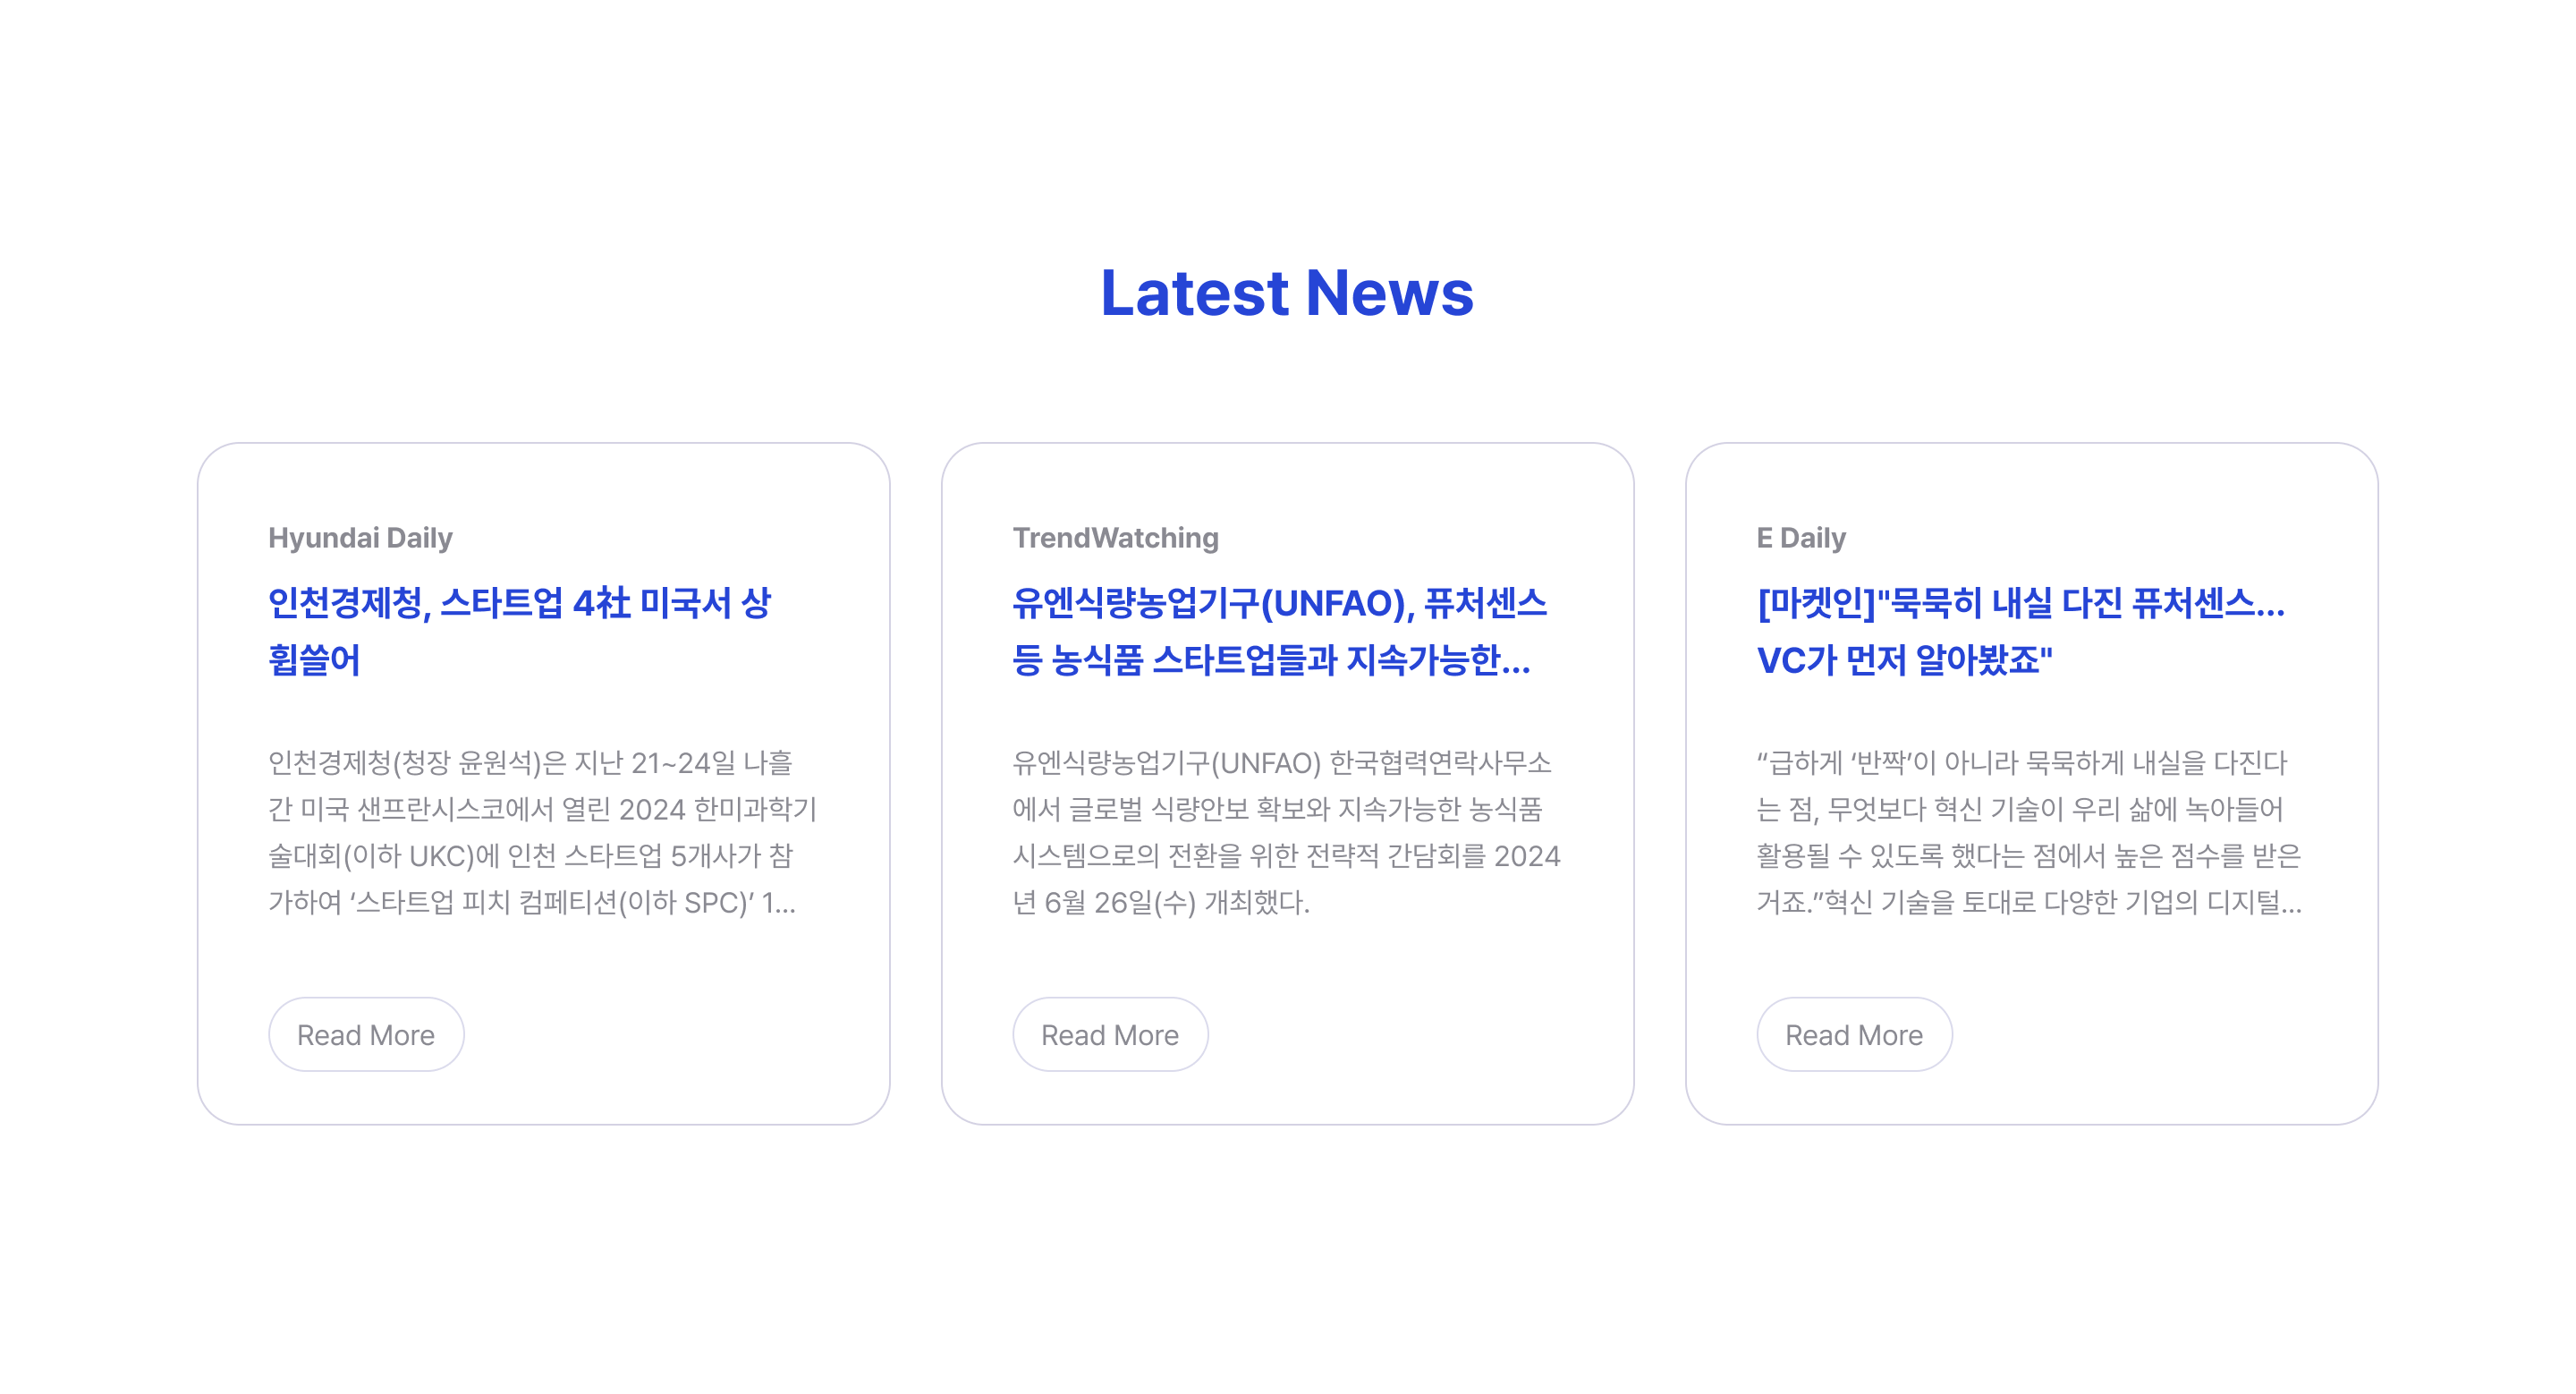 Latest News
Hyundai Daily
인천경제청, 스타트업 4社 미국서 상
휩쓸어
인천경제청(청장 윤원석)은 지난 21~24일 나흘
간 미국 샌프란시스코에서 열린 2024 한미과학기
술대회(이하 UKC)에 인천 스타트업 5개사가 참
가하여 ‘스타트업 피치 컴페티션(이하 SPC)’ 1...
Read More
TrendWatching
유엔식량농업기구(UNFAO), 퓨처센스
등 농식품 스타트업들과 지속가능한...
유엔식량농업기구(UNFAO) 한국협력연락사무소
에서 글로벌 식량안보 확보와 지속가능한 농식품
시스템으로의 전환을 위한 전략적 간담회를 2024
년 6월 26일(수) 개최했다.
Read More
E Daily
[마켓인]"묵묵히 내실 다진 퓨처센스...
VC가 먼저 알아봤죠"
“급하게 ‘반짝’이 아니라 묵묵하게 내실을 다진다
는 점, 무엇보다 혁신 기술이 우리 삶에 녹아들어
활용될 수 있도록 했다는 점에서 높은 점수를 받은
거죠.”혁신 기술을 토대로 다양한 기업의 디지털...
Read More